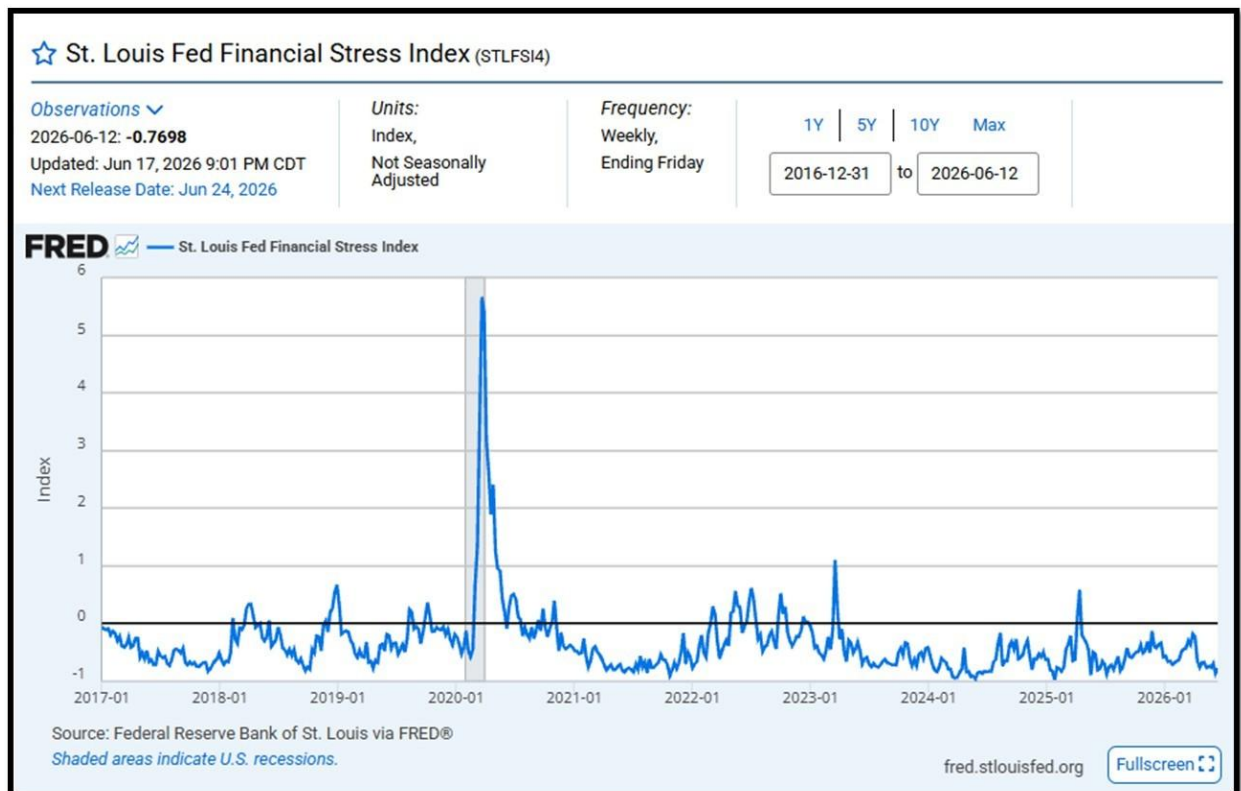 St. Louis Fed Financial Stress Index (STLFSI4)
Observations
2026-06-12: -0.7698
Updated: Jun 17, 2026 9:01 PM CDT
Next Release Date: Jun 24, 2026
Units:
Index,
Not Seasonally
Adjusted
Frequency:
Weekly,
Ending Friday
1Y 5Y 10Y Max
2016-12-31 to 2026-06-12
FRED St. Louis Fed Financial Stress Index
6
5
4
3
2
1
0
-1
Index
2017-01 2018-01 2019-01 2020-01 2021-01 2022-01 2023-01 2024-01 2025-01 2026-01
Source: Federal Reserve Bank of St. Louis via FRED®
Shaded areas indicate U.S. recessions.
fred.stlouisfed.org
Fullscreen